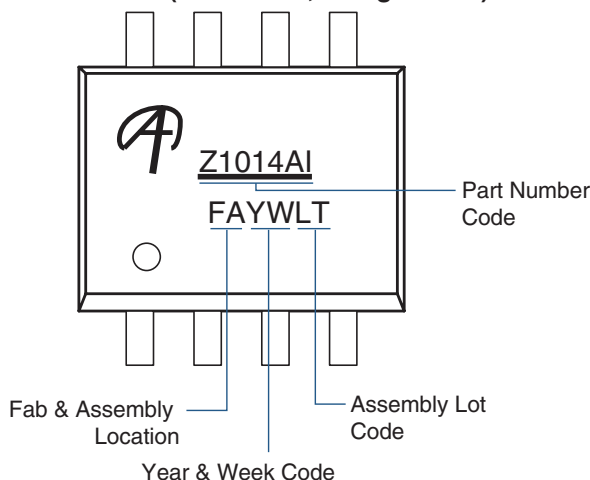 Z1014AI
FAYWLT
Part Number
Code
Fab & Assembly
Location
Assembly Lot
Code
Year & Week Code